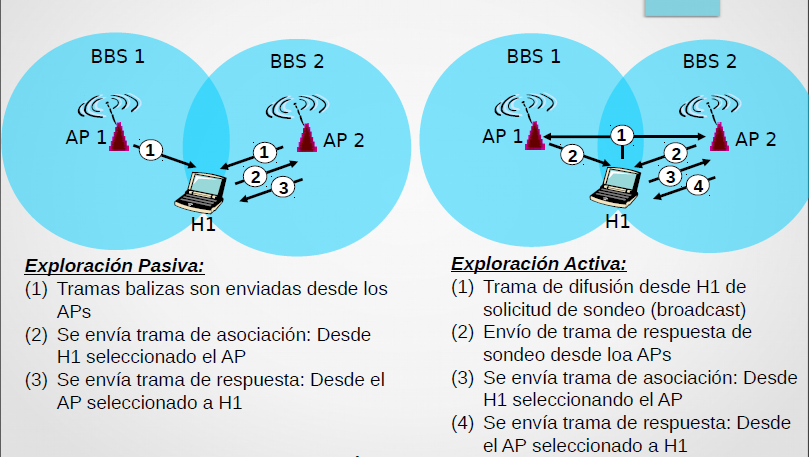 BBS 1
BBS 2
AP 1
AP 2
1
1
2
3
H1
Exploración Pasiva:
(1) Tramas balizas son enviadas desde los
APs
(2) Se envía trama de asociación: Desde
H1 seleccionado el AP
(3) Se envía trama de respuesta: Desde el
AP seleccionado a H1
BBS 1
BBS 2
AP 1
AP 2
1
2
2
3
4
H1
Exploración Activa:
(1) Trama de difusión desde H1 de
solicitud de sondeo (broadcast)
(2) Envío de trama de respuesta de
sondeo desde loa APs
(3) Se envía trama de asociación: Desde
H1 selecionando el AP
(4) Se envía trama de respuesta: Desde
el AP seleccionado a H1